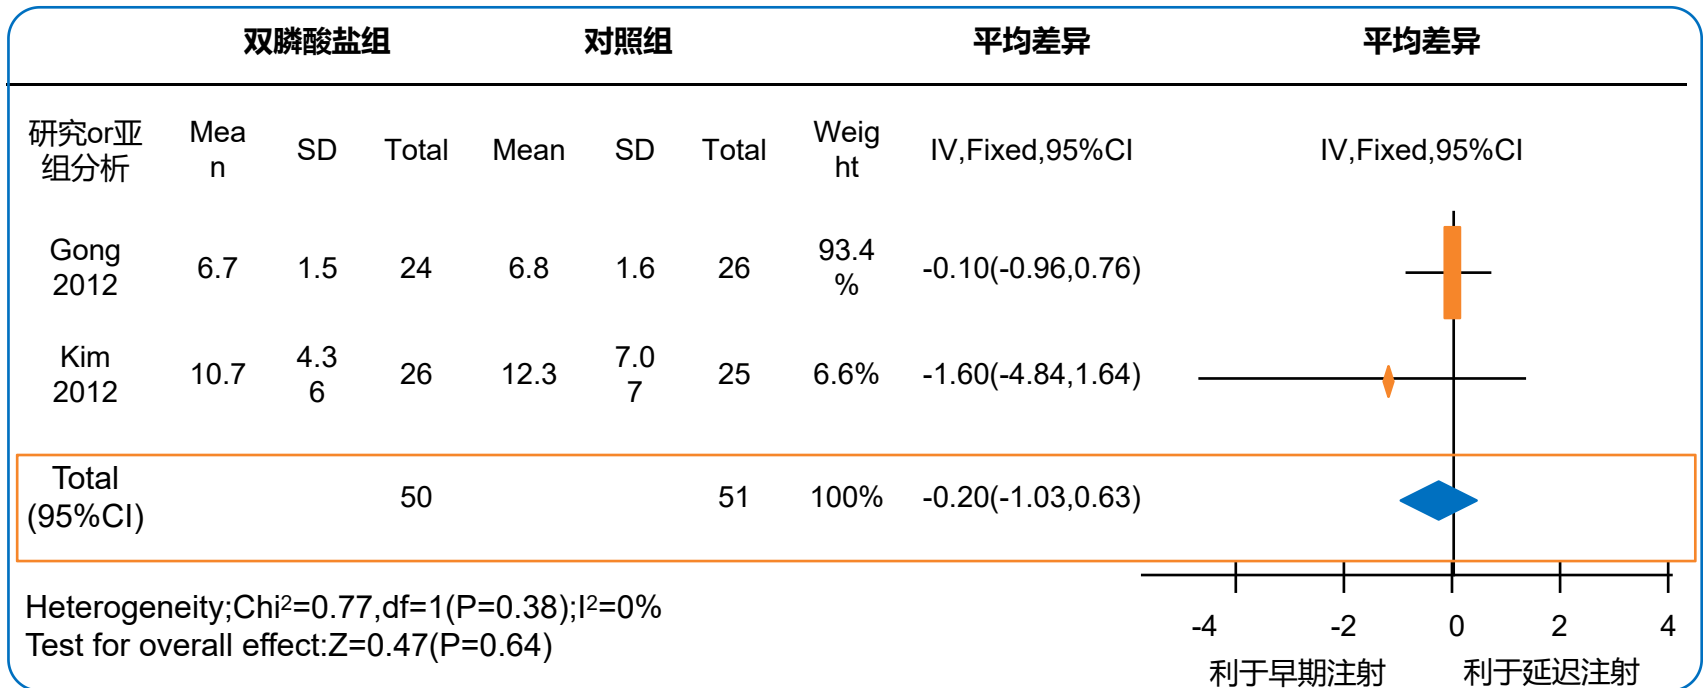 双膦酸盐组 对照组 平均差异 平均差异
研究or亚
组分析 Mea
n SD Total Mean SD Total Weig
ht IV,Fixed,95%CI IV,Fixed,95%CI
Gong
2012 6.7 1.5 24 6.8 1.6 26 93.4
% -0.10(-0.96,0.76)
Kim
2012 10.7 4.3
6 26 12.3 7.0
7 25 6.6% -1.60(-4.84,1.64)
Total
(95%CI) 50 51 100% -0.20(-1.03,0.63)
Heterogeneity;Chi²=0.77,df=1(P=0.38);I²=0%
Test for overall effect:Z=0.47(P=0.64)
-4 -2 0 2 4
利于早期注射 利于延迟注射